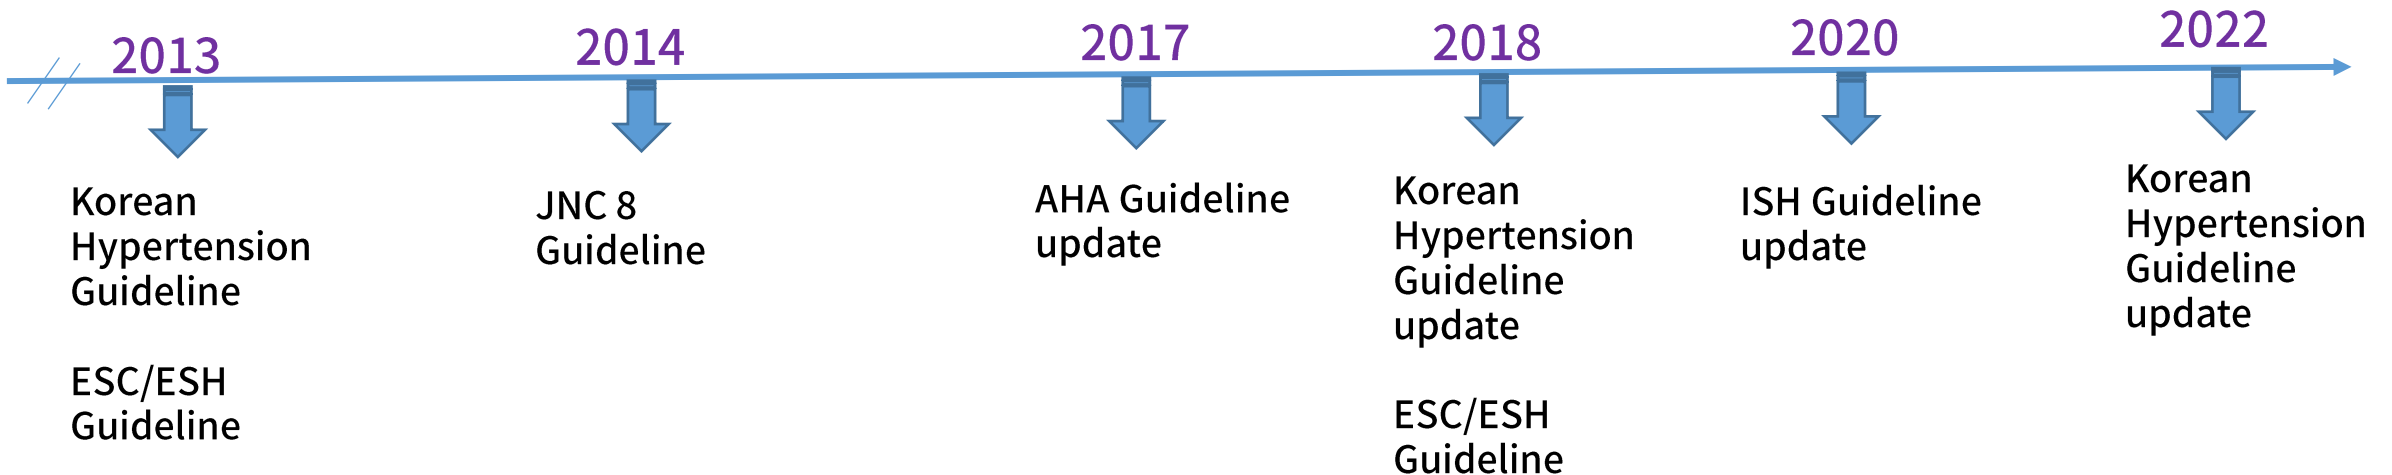 2013
2014
2017
2018
2020
2022
Korean
Hypertension
Guideline
ESC/ESH
Guideline
JNC 8
Guideline
AHA Guideline
update
Korean
Hypertension
Guideline
update
ESC/ESH
Guideline
ISH Guideline
update
Korean
Hypertension
Guideline
update